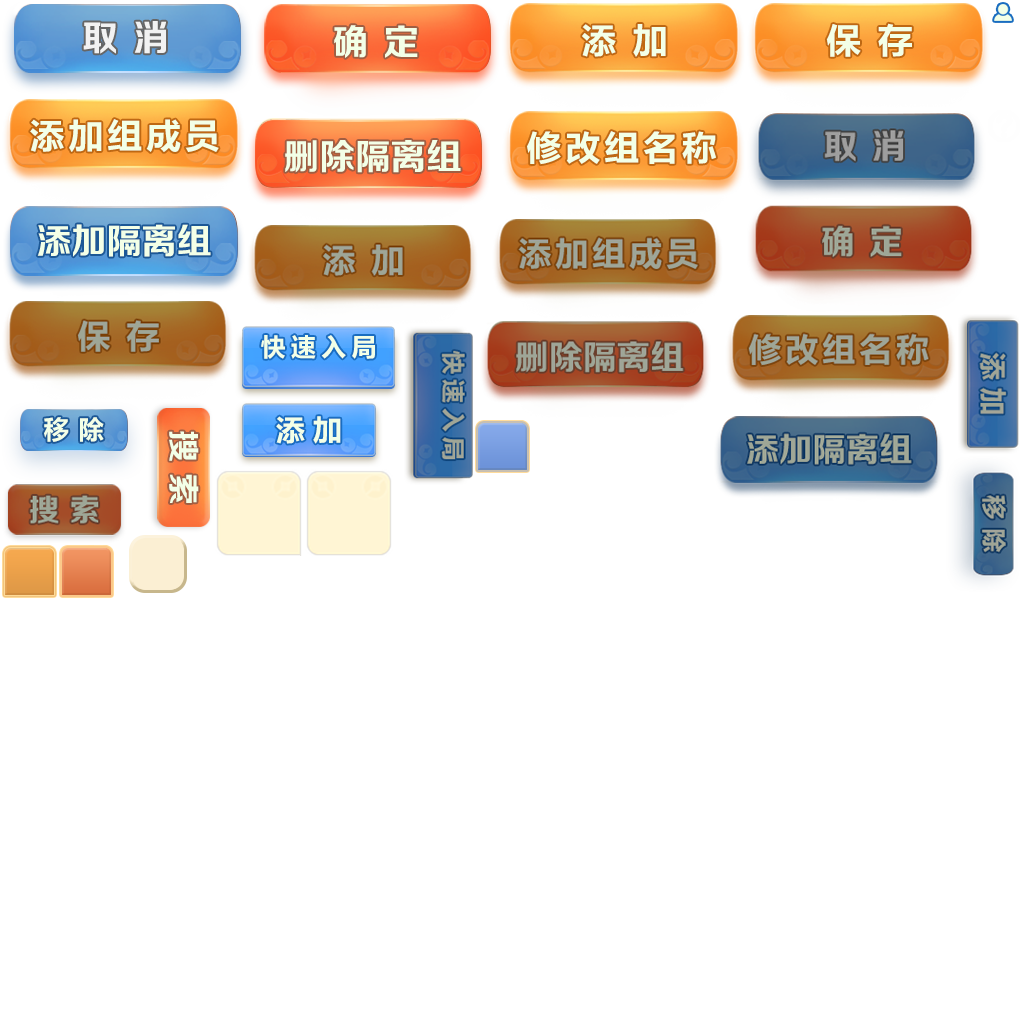 取 消
确 定
添 加
保 存
添加组成员
删除隔离组
修改组名称
取 消
添加隔离组
添 加
添加组成员
确 定
保 存
快速入局
快速入局
删除隔离组
修改组名称
添加
移 除
搜索
添 加
添加隔离组
搜 索
移除